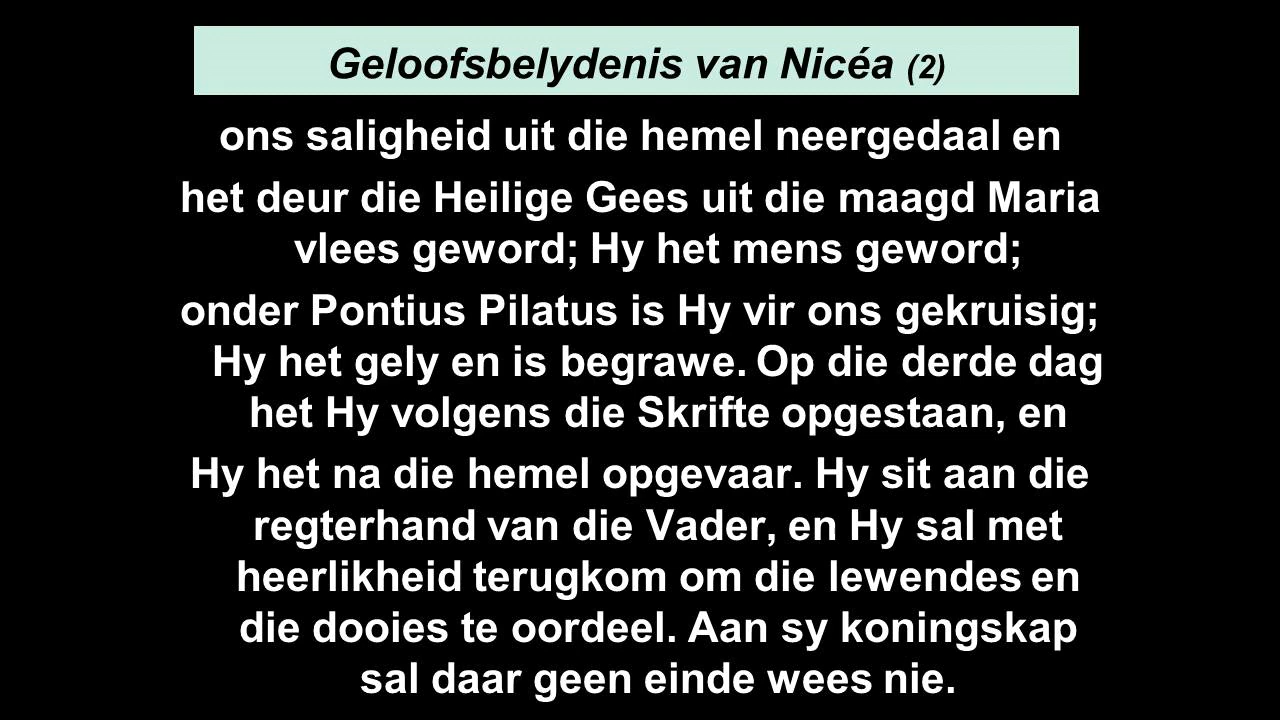 Geloofsbelydenis van Nicéa (2)
ons saligheid uit die hemel neergedaal en
het deur die Heilige Gees uit die maagd Maria
vlees geword; Hy het mens geword;
onder Pontius Pilatus is Hy vir ons gekruisig;
Hy het gely en is begrawe. Op die derde dag
het Hy volgens die Skrifte opgestaan, en
Hy het na die hemel opgevaar. Hy sit aan die
regterhand van die Vader, en Hy sal met
heerlikheid terugkom om die lewendes en
die dooies te oordeel. Aan sy koningskap
sal daar geen einde wees nie.